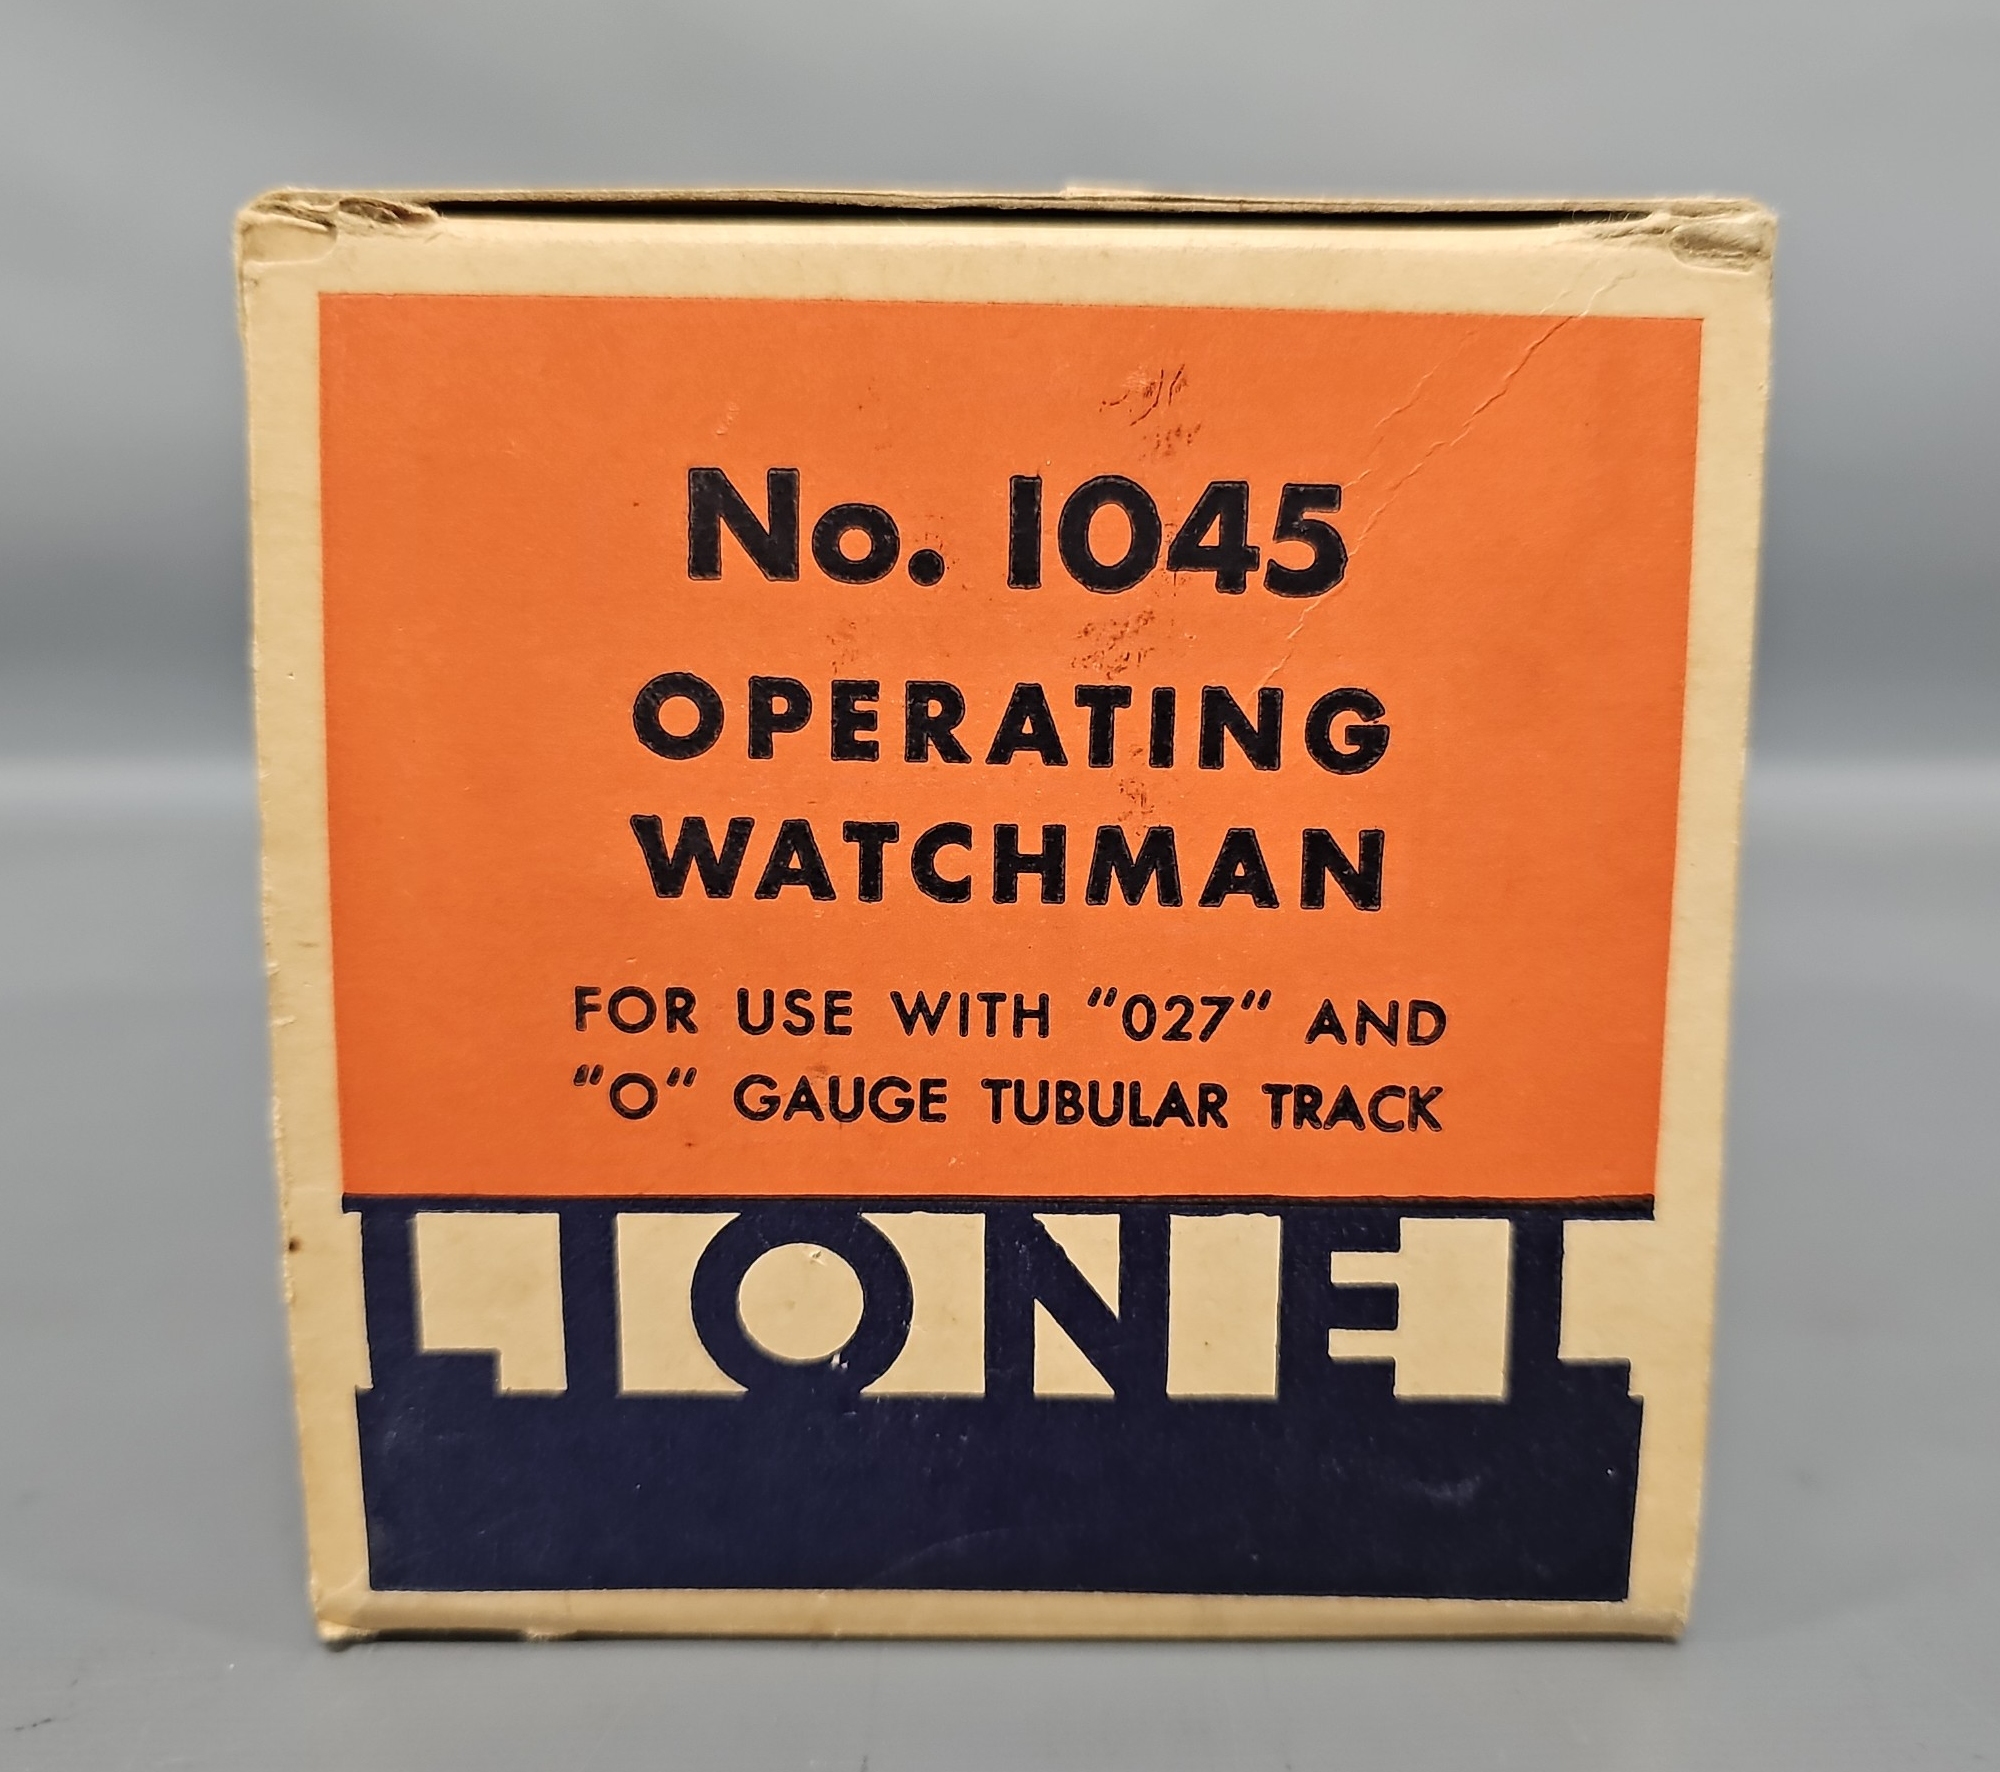 No. 1045
OPERATING
WATCHMAN
FOR USE WITH "027" AND
"O" GAUGE TUBULAR TRACK
LIONEL